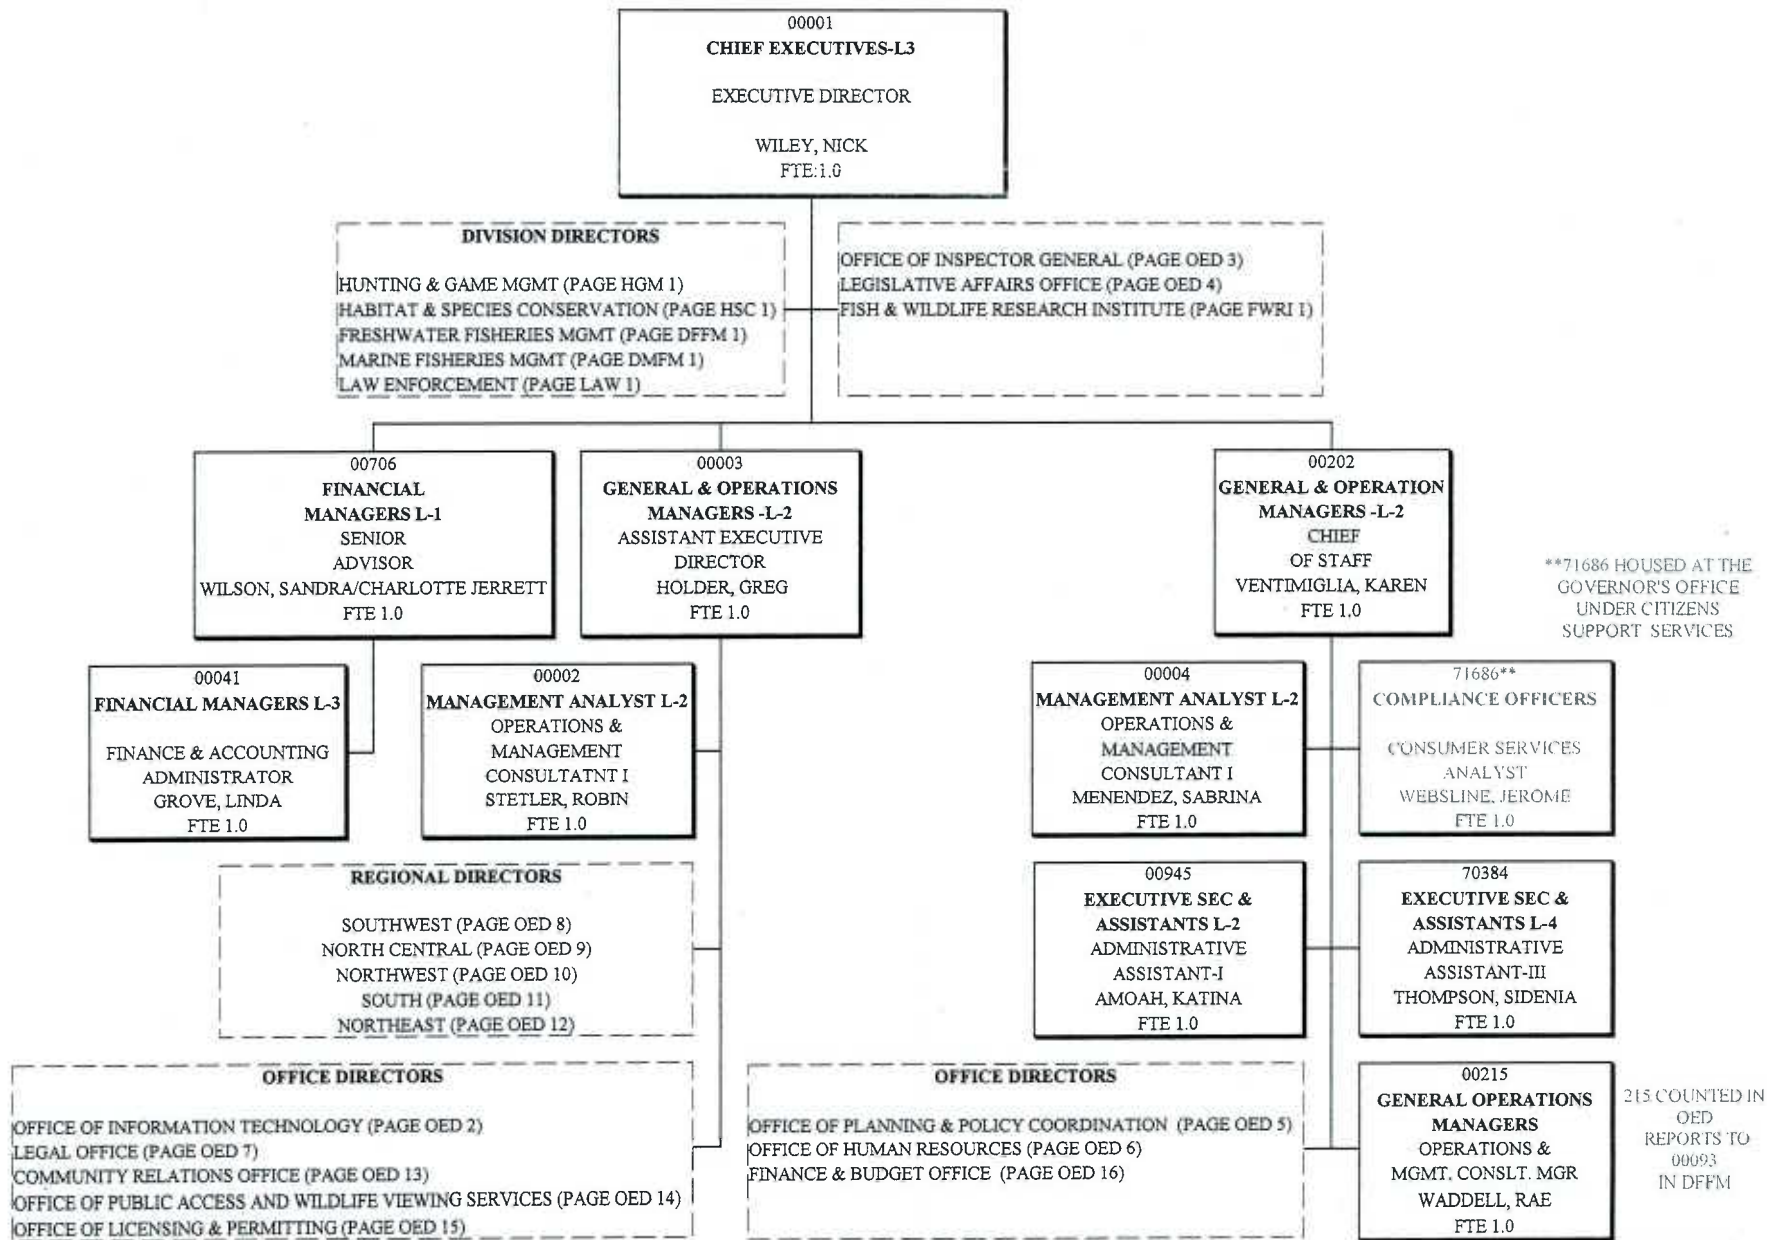 00001
CHIEF EXECUTIVES-L3
EXECUTIVE DIRECTOR
WILEY, NICK
FTE:1.0
DIVISION DIRECTORS
HUNTING & GAME MGMT (PAGE HGM 1)
HABITAT & SPECIES CONSERVATION (PAGE HSC 1)
FRESHWATER FISHERIES MGMT (PAGE DFFM 1)
MARINE FISHERIES MGMT (PAGE DMFM 1)
LAW ENFORCEMENT (PAGE LAW 1)
OFFICE OF INSPECTOR GENERAL (PAGE OED 3)
LEGISLATIVE AFFAIRS OFFICE (PAGE OED 4)
FISH & WILDLIFE RESEARCH INSTITUTE (PAGE FWRI 1)
00706
FINANCIAL
MANAGERS L-1
SENIOR
ADVISOR
WILSON, SANDRA/CHARLOTTE JERRETT
FTE 1.0
00003
GENERAL & OPERATIONS
MANAGERS -L-2
ASSISTANT EXECUTIVE
DIRECTOR
HOLDER, GREG
FTE 1.0
00202
GENERAL & OPERATION
MANAGERS -L-2
CHIEF
OF STAFF
VENTIMIGLIA, KAREN
FTE 1.0
**71686 HOUSED AT THE
GOVERNOR'S OFFICE
UNDER CITIZENS
SUPPORT SERVICES
00041
FINANCIAL MANAGERS L-3
FINANCE & ACCOUNTING
ADMINISTRATOR
GROVE, LINDA
FTE 1.0
00002
MANAGEMENT ANALYST L-2
OPERATIONS &
MANAGEMENT
CONSULTATNT I
STETLER, ROBIN
FTE 1.0
00004
MANAGEMENT ANALYST L-2
OPERATIONS &
MANAGEMENT
CONSULTANT I
MENENDEZ, SABRINA
FTE 1.0
71686**
COMPLIANCE OFFICERS
CONSUMER SERVICES
ANALYST
WEBSLINE, JEROME
FTE 1.0
REGIONAL DIRECTORS
SOUTHWEST (PAGE OED 8)
NORTH CENTRAL (PAGE OED 9)
NORTHWEST (PAGE OED 10)
SOUTH (PAGE OED 11)
NORTHEAST (PAGE OED 12)
00945
EXECUTIVE SEC &
ASSISTANTS L-2
ADMINISTRATIVE
ASSISTANT-I
AMOAH, KATINA
FTE 1.0
70384
EXECUTIVE SEC &
ASSISTANTS L-4
ADMINISTRATIVE
ASSISTANT-III
THOMPSON, SIDENIA
FTE 1.0
OFFICE DIRECTORS
OFFICE OF INFORMATION TECHNOLOGY (PAGE OED 2)
LEGAL OFFICE (PAGE OED 7)
COMMUNITY RELATIONS OFFICE (PAGE OED 13)
OFFICE OF PUBLIC ACCESS AND WILDLIFE VIEWING SERVICES (PAGE OED 14)
OFFICE OF LICENSING & PERMITTING (PAGE OED 15)
OFFICE DIRECTORS
OFFICE OF PLANNING & POLICY COORDINATION (PAGE OED 5)
OFFICE OF HUMAN RESOURCES (PAGE OED 6)
FINANCE & BUDGET OFFICE (PAGE OED 16)
00215
GENERAL OPERATIONS
MANAGERS
OPERATIONS &
MGMT. CONSLT. MGR
WADDELL, RAE
FTE 1.0
215 COUNTED IN
OED
REPORTS TO
00093
IN DFFM